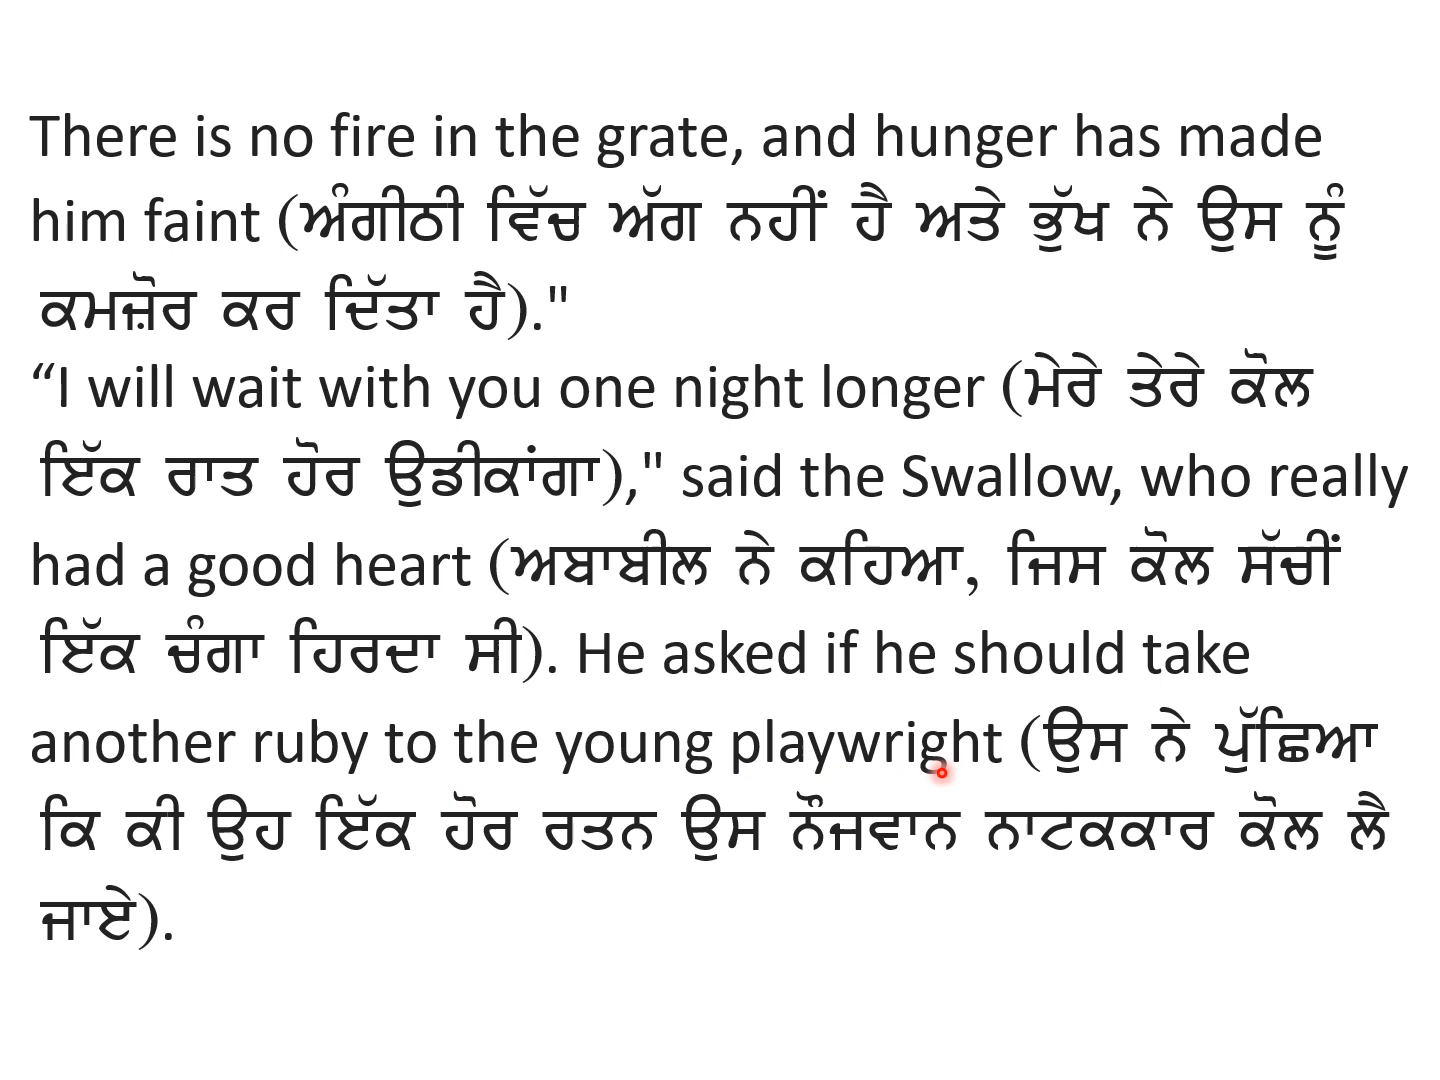 There is no fire in the grate, and hunger has made
him faint (ਅੰਗੀਠੀ ਵਿੱਚ ਅੱਗ ਨਹੀਂ ਹੈ ਅਤੇ ਭੁੱਖ ਨੇ ਉਸ ਨੂੰ
ਕਮਜ਼ੋਰ ਕਰ ਦਿੱਤਾ ਹੈ)."
“I will wait with you one night longer (ਮੇਰੇ ਤੇਰੇ ਕੋਲ
ਇੱਕ ਰਾਤ ਹੋਰ ਉਡੀਕਾਂਗਾ)," said the Swallow, who really
had a good heart (ਅਬਾਬੀਲ ਨੇ ਕਹਿਆ, ਜਿਸ ਕੋਲ ਸੱਚੀਂ
ਇੱਕ ਚੰਗਾ ਹਿਰਦਾ ਸੀ). He asked if he should take
another ruby to the young playwright (ਉਸ ਨੇ ਪੁੱਛਿਆ
ਕਿ ਕੀ ਉਹ ਇੱਕ ਹੋਰ ਰਤਨ ਉਸ ਨੌਜਵਾਨ ਨਾਟਕਕਾਰ ਕੋਲ ਲੈ
ਜਾਏ).